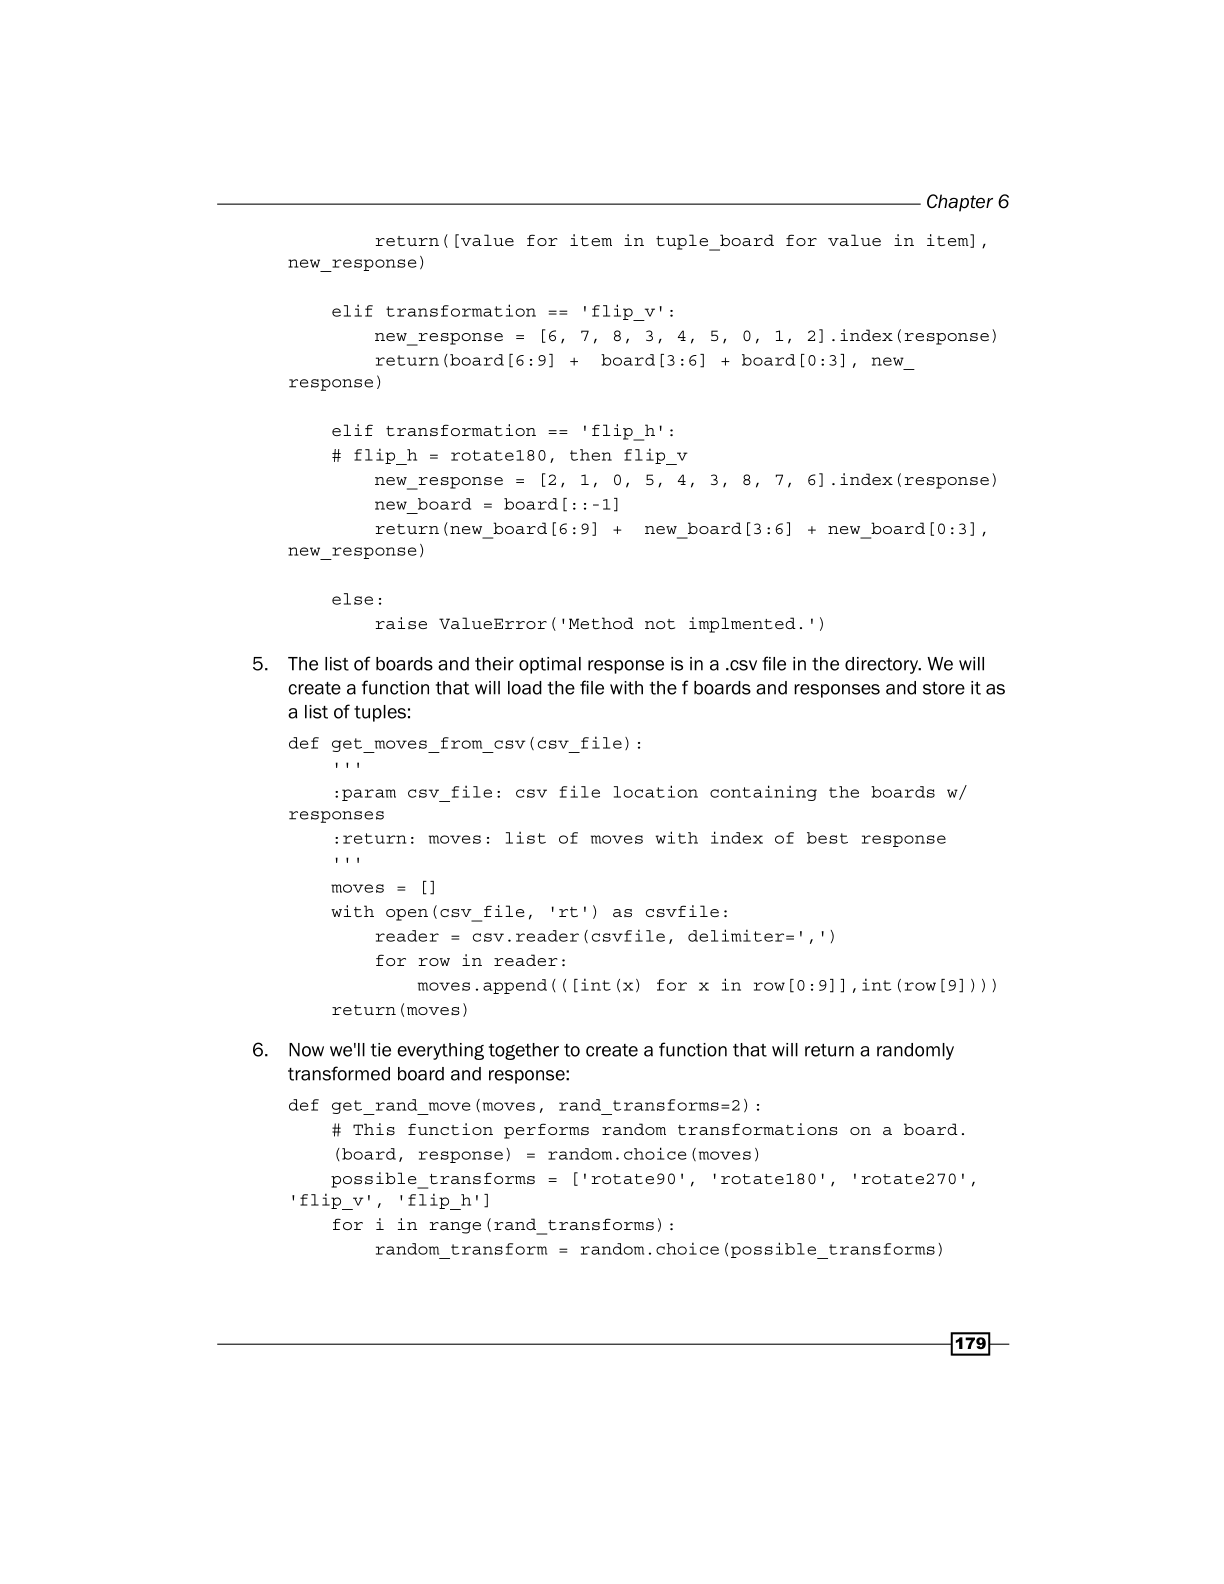 Chapter 6
        return([value for item in tuple_board for value in item],
new_response)
    elif transformation == 'flip_v':
        new_response = [6, 7, 8, 3, 4, 5, 0, 1, 2].index(response)
        return(board[6:9] +  board[3:6] + board[0:3], new_
response)
    elif transformation == 'flip_h':
    # flip_h = rotate180, then flip_v
        new_response = [2, 1, 0, 5, 4, 3, 8, 7, 6].index(response)
        new_board = board[::-1]
        return(new_board[6:9] +  new_board[3:6] + new_board[0:3],
new_response)
    else:
        raise ValueError('Method not implmented.')
5. The list of boards and their optimal response is in a .csv file in the directory. We will
create a function that will load the file with the f boards and responses and store it as
a list of tuples:
def get_moves_from_csv(csv_file):
    '''
    :param csv_file: csv file location containing the boards w/
responses
    :return: moves: list of moves with index of best response
    '''
    moves = []
    with open(csv_file, 'rt') as csvfile:
        reader = csv.reader(csvfile, delimiter=',')
        for row in reader:
            moves.append(([int(x) for x in row[0:9]],int(row[9])))
    return(moves)
6. Now we'll tie everything together to create a function that will return a randomly
transformed board and response:
def get_rand_move(moves, rand_transforms=2):
    # This function performs random transformations on a board.
    (board, response) = random.choice(moves)
    possible_transforms = ['rotate90', 'rotate180', 'rotate270',
'flip_v', 'flip_h']
    for i in range(rand_transforms):
        random_transform = random.choice(possible_transforms)
179